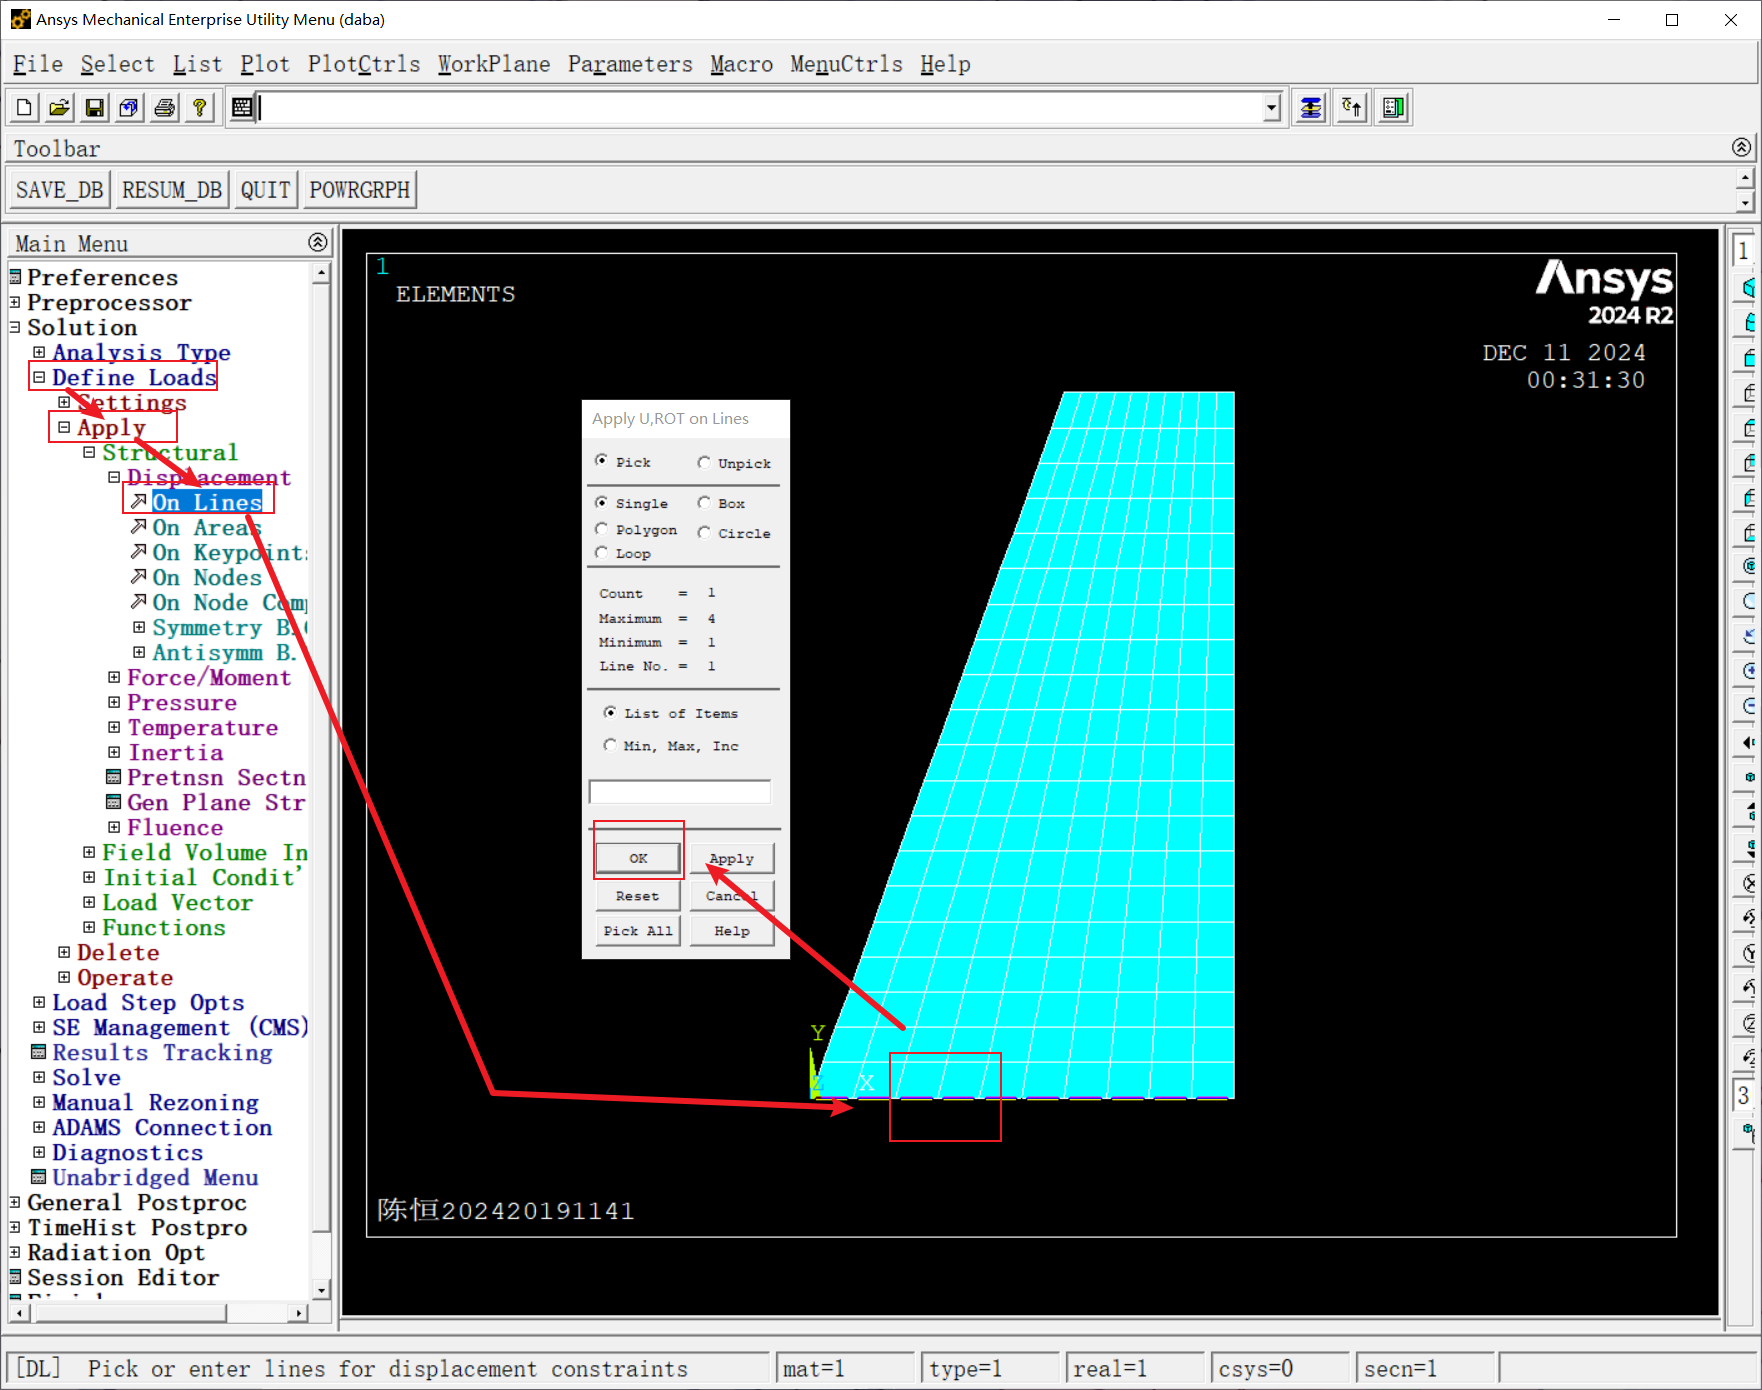 Ansys Mechanical Enterprise Utility Menu (daba)
File Select List Plot PlotCtrls WorkPlane Parameters Macro MenuCtrls Help
Toolbar
SAVE_DB RESUM_DB QUIT POWRGRPH
Main Menu
Preferences
Preprocessor
Solution
Analysis Type
Define Loads
Settings
Apply
Structural
Displacement
On Lines
On Areas
On Keypoints
On Nodes
On Node Comp
Symmetry B.C
Antisymm B.
Force/Moment
Pressure
Temperature
Inertia
Pretnsn Sectn
Gen Plane Str
Fluence
Field Volume In
Initial Condit'
Load Vector
Functions
Delete
Operate
Load Step Opts
SE Management (CMS)
Results Tracking
Solve
Manual Rezoning
ADAMS Connection
Diagnostics
Unabridged Menu
General Postproc
TimeHist Postpro
Radiation Opt
Session Editor
1
ELEMENTS
Ansys
2024 R2
DEC 11 2024
00:31:30
Apply U,ROT on Lines
Pick Unpick
Single Box
Polygon Circle
Loop
Count = 1
Maximum = 4
Minimum = 1
Line No. = 1
List of Items
Min, Max, Inc
OK Apply
Reset Cancel
Pick All Help
Y
Z X
陈恒202420191141
1
3
[DL] Pick or enter lines for displacement constraints
mat=1 type=1 real=1 csys=0 secn=1